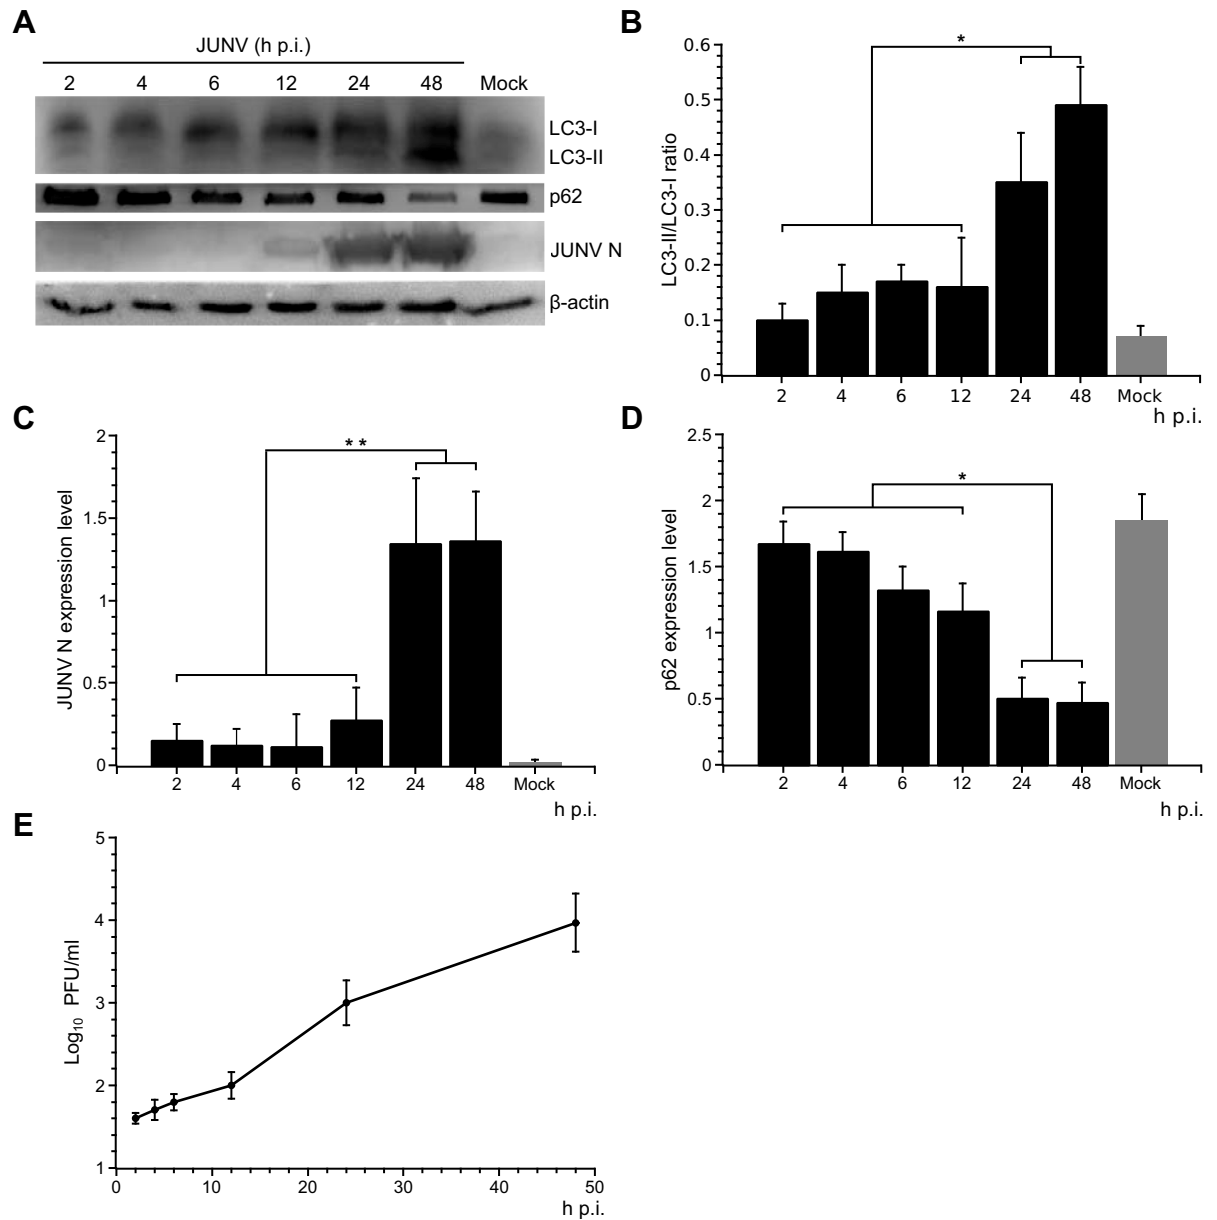 A
JUNV (h p.i.)
2 4 6 12 24 48 Mock
LC3-I
LC3-II
p62
JUNV N
β-actin
B
LC3-II/LC3-I ratio
0.6
0.5
0.4
0.3
0.2
0.1
0
*
2 4 6 12 24 48 Mock
h p.i.
C
JUNV N expression level
2
1.5
1
0.5
0
* *
2 4 6 12 24 48 Mock
h p.i.
D
p62 expression level
2.5
2
1.5
1
0.5
0
*
2 4 6 12 24 48 Mock
h p.i.
E
Log₁₀ PFU/ml
5
4
3
2
1
0 10 20 30 40 50
h p.i.